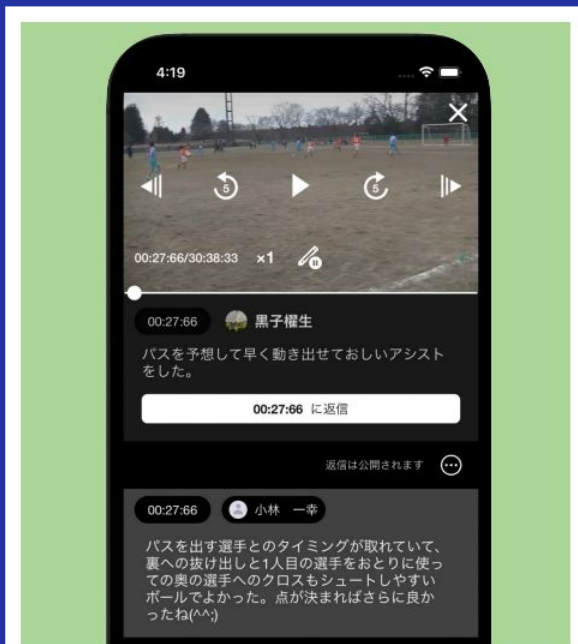 4:19
5
5
00:27:66/30:38:33 ×1
00:27:66 黒子櫂生
パスを予想して早く動き出せておしいアシスト
をした。
00:27:66 に返信
返信は公開されます
00:27:66 小林 一幸
パスを出す選手とのタイミングが取れていて、
裏への抜け出しと1人目の選手をおとりに使っ
ての奥の選手へのクロスもシュートしやすい
ボールでよかった。点が決まればさらに良か
ったね(^^;)